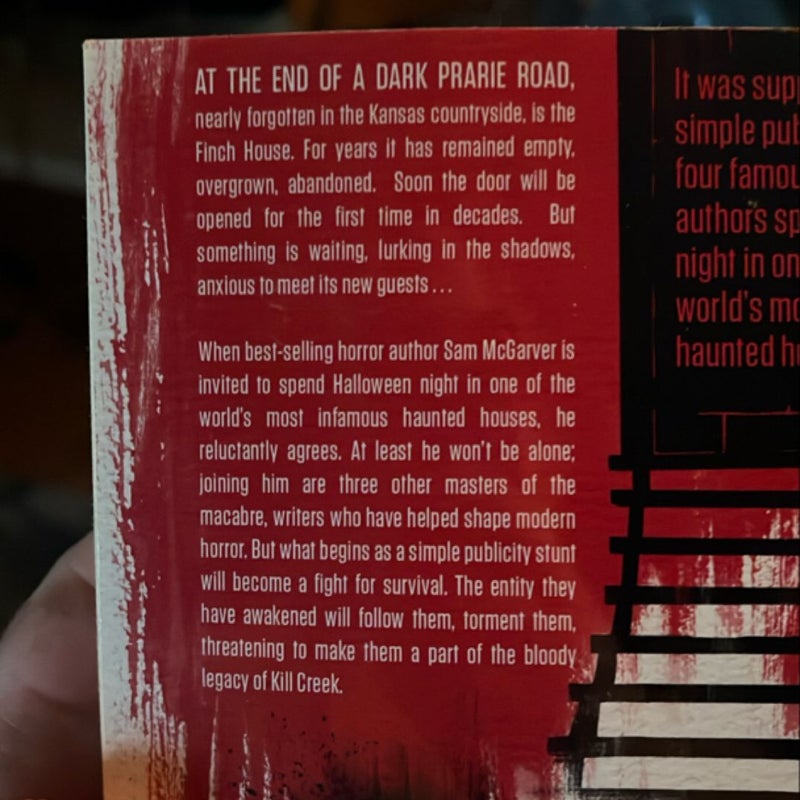 AT THE END OF A DARK PRARIE ROAD,
nearly forgotten in the Kansas countryside, is the
Finch House. For years it has remained empty,
overgrown, abandoned. Soon the door will be
opened for the first time in decades. But
something is waiting, lurking in the shadows,
anxious to meet its new guests...
When best-selling horror author Sam McGarver is
invited to spend Halloween night in one of the
world's most infamous haunted houses, he
reluctantly agrees. At least he won't be alone;
joining him are three other masters of the
macabre, writers who have helped shape modern
horror. But what begins as a simple publicity stunt
will become a fight for survival. The entity they
have awakened will follow them, torment them,
threatening to make them a part of the bloody
legacy of Kill Creek.
It was
simple
four
authors
night in
world's
haunted